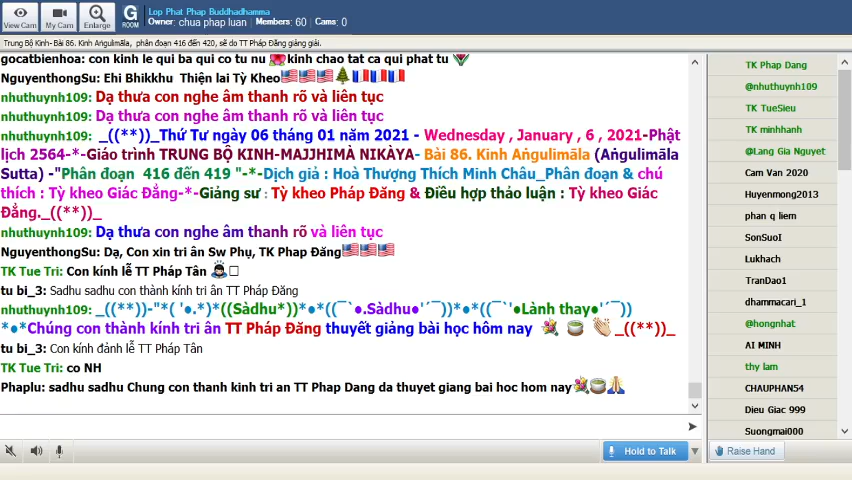 View Cam
My Cam
Enlarge
G
ROOM
Lop Phat Phap Buddhadhamma
Owner: chua phap luan / Members: 60 / Cams: 0
Trung Bộ Kinh- Bài 86. Kinh Angulimāla, phân đoạn 416 đến 420, sẽ do TT Pháp Đăng giảng giải.
gocatbienhoa: con kinh le qui ba qui co tu nu kinh chao tat ca qui phat tu
NguyenthongSu: Ehi Bhikkhu Thiện lai Tỳ Kheo
nhuthuynh109: Dạ thưa con nghe âm thanh rõ và liên tục
nhuthuynh109: Dạ thưa con nghe âm thanh rõ và liên tục
nhuthuynh109: _((**))_Thứ Tư ngày 06 tháng 01 năm 2021 - Wednesday , January , 6 , 2021-Phật
lịch 2564-*-Giáo trình TRUNG BỘ KINH-MAJJHIMÀ NIKÀYA- Bài 86. Kinh Aṅgulimāla (Aṅgulimāla
Sutta) -"Phân đoạn 416 đến 419 "-*-Dịch giả : Hoà Thượng Thích Minh Châu_Phân đoạn & chú
thích : Tỳ kheo Giác Đẳng-*-Giảng sư : Tỳ kheo Pháp Đăng & Điều hợp thảo luận : Tỳ kheo Giác
Đẳng._((**))_
nhuthuynh109: Dạ thưa con nghe âm thanh rõ và liên tục
NguyenthongSu: Dạ, Con xin tri ân Sw Phụ, TK Phap Đăng
TK Tue Tri: Con kính lễ TT Pháp Tân
tu bi_3: Sadhu sadhu con thành kính tri ân TT Pháp Đăng
nhuthuynh109: _((**))-"*( '●.*)*((Sàdhu*))*●*((¯`●.Sàdhu●'´¯))*●*((¯`'●Lành thay●'´¯))
*●*Chúng con thành kính tri ân TT Pháp Đăng thuyết giảng bài học hôm nay _((**))_
tu bi_3: Con kính đảnh lễ TT Pháp Tân
TK Tue Tri: co NH
Phaplu: sadhu sadhu Chung con thanh kinh tri an TT Phap Dang da thuyet giang bai hoc hom nay
Hold to Talk
TK Phap Dang
@nhuthuynh109
TK TueSieu
TK minhhanh
@Lang Gia Nguyet
Cam Van 2020
Huyenmong2013
phan q liem
SonSuoI
Lukhach
TranDao1
dhammacari_1
@hongnhat
AI MINH
thy lam
CHAUPHAN54
Dieu Giac 999
Suongmai000
Raise Hand